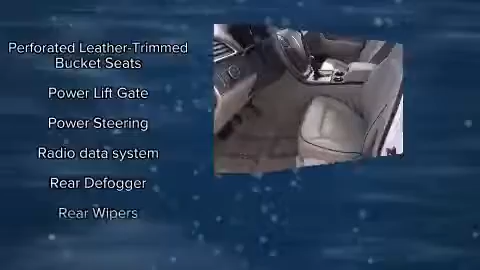 Perforated Leather-Trimmed
Bucket Seats
Power Lift Gate
Power Steering
Radio data system
Rear Defogger
Rear Wipers